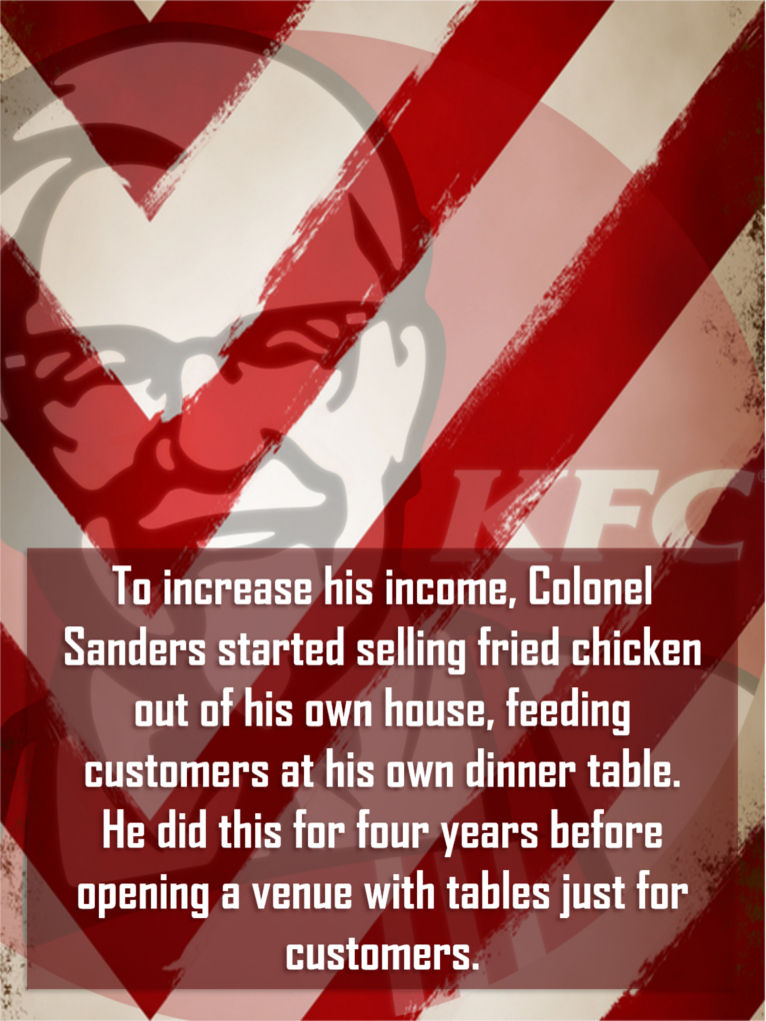 KFC
To increase his income, Colonel
Sanders started selling fried chicken
out of his own house, feeding
customers at his own dinner table.
He did this for four years before
opening a venue with tables just for
customers.